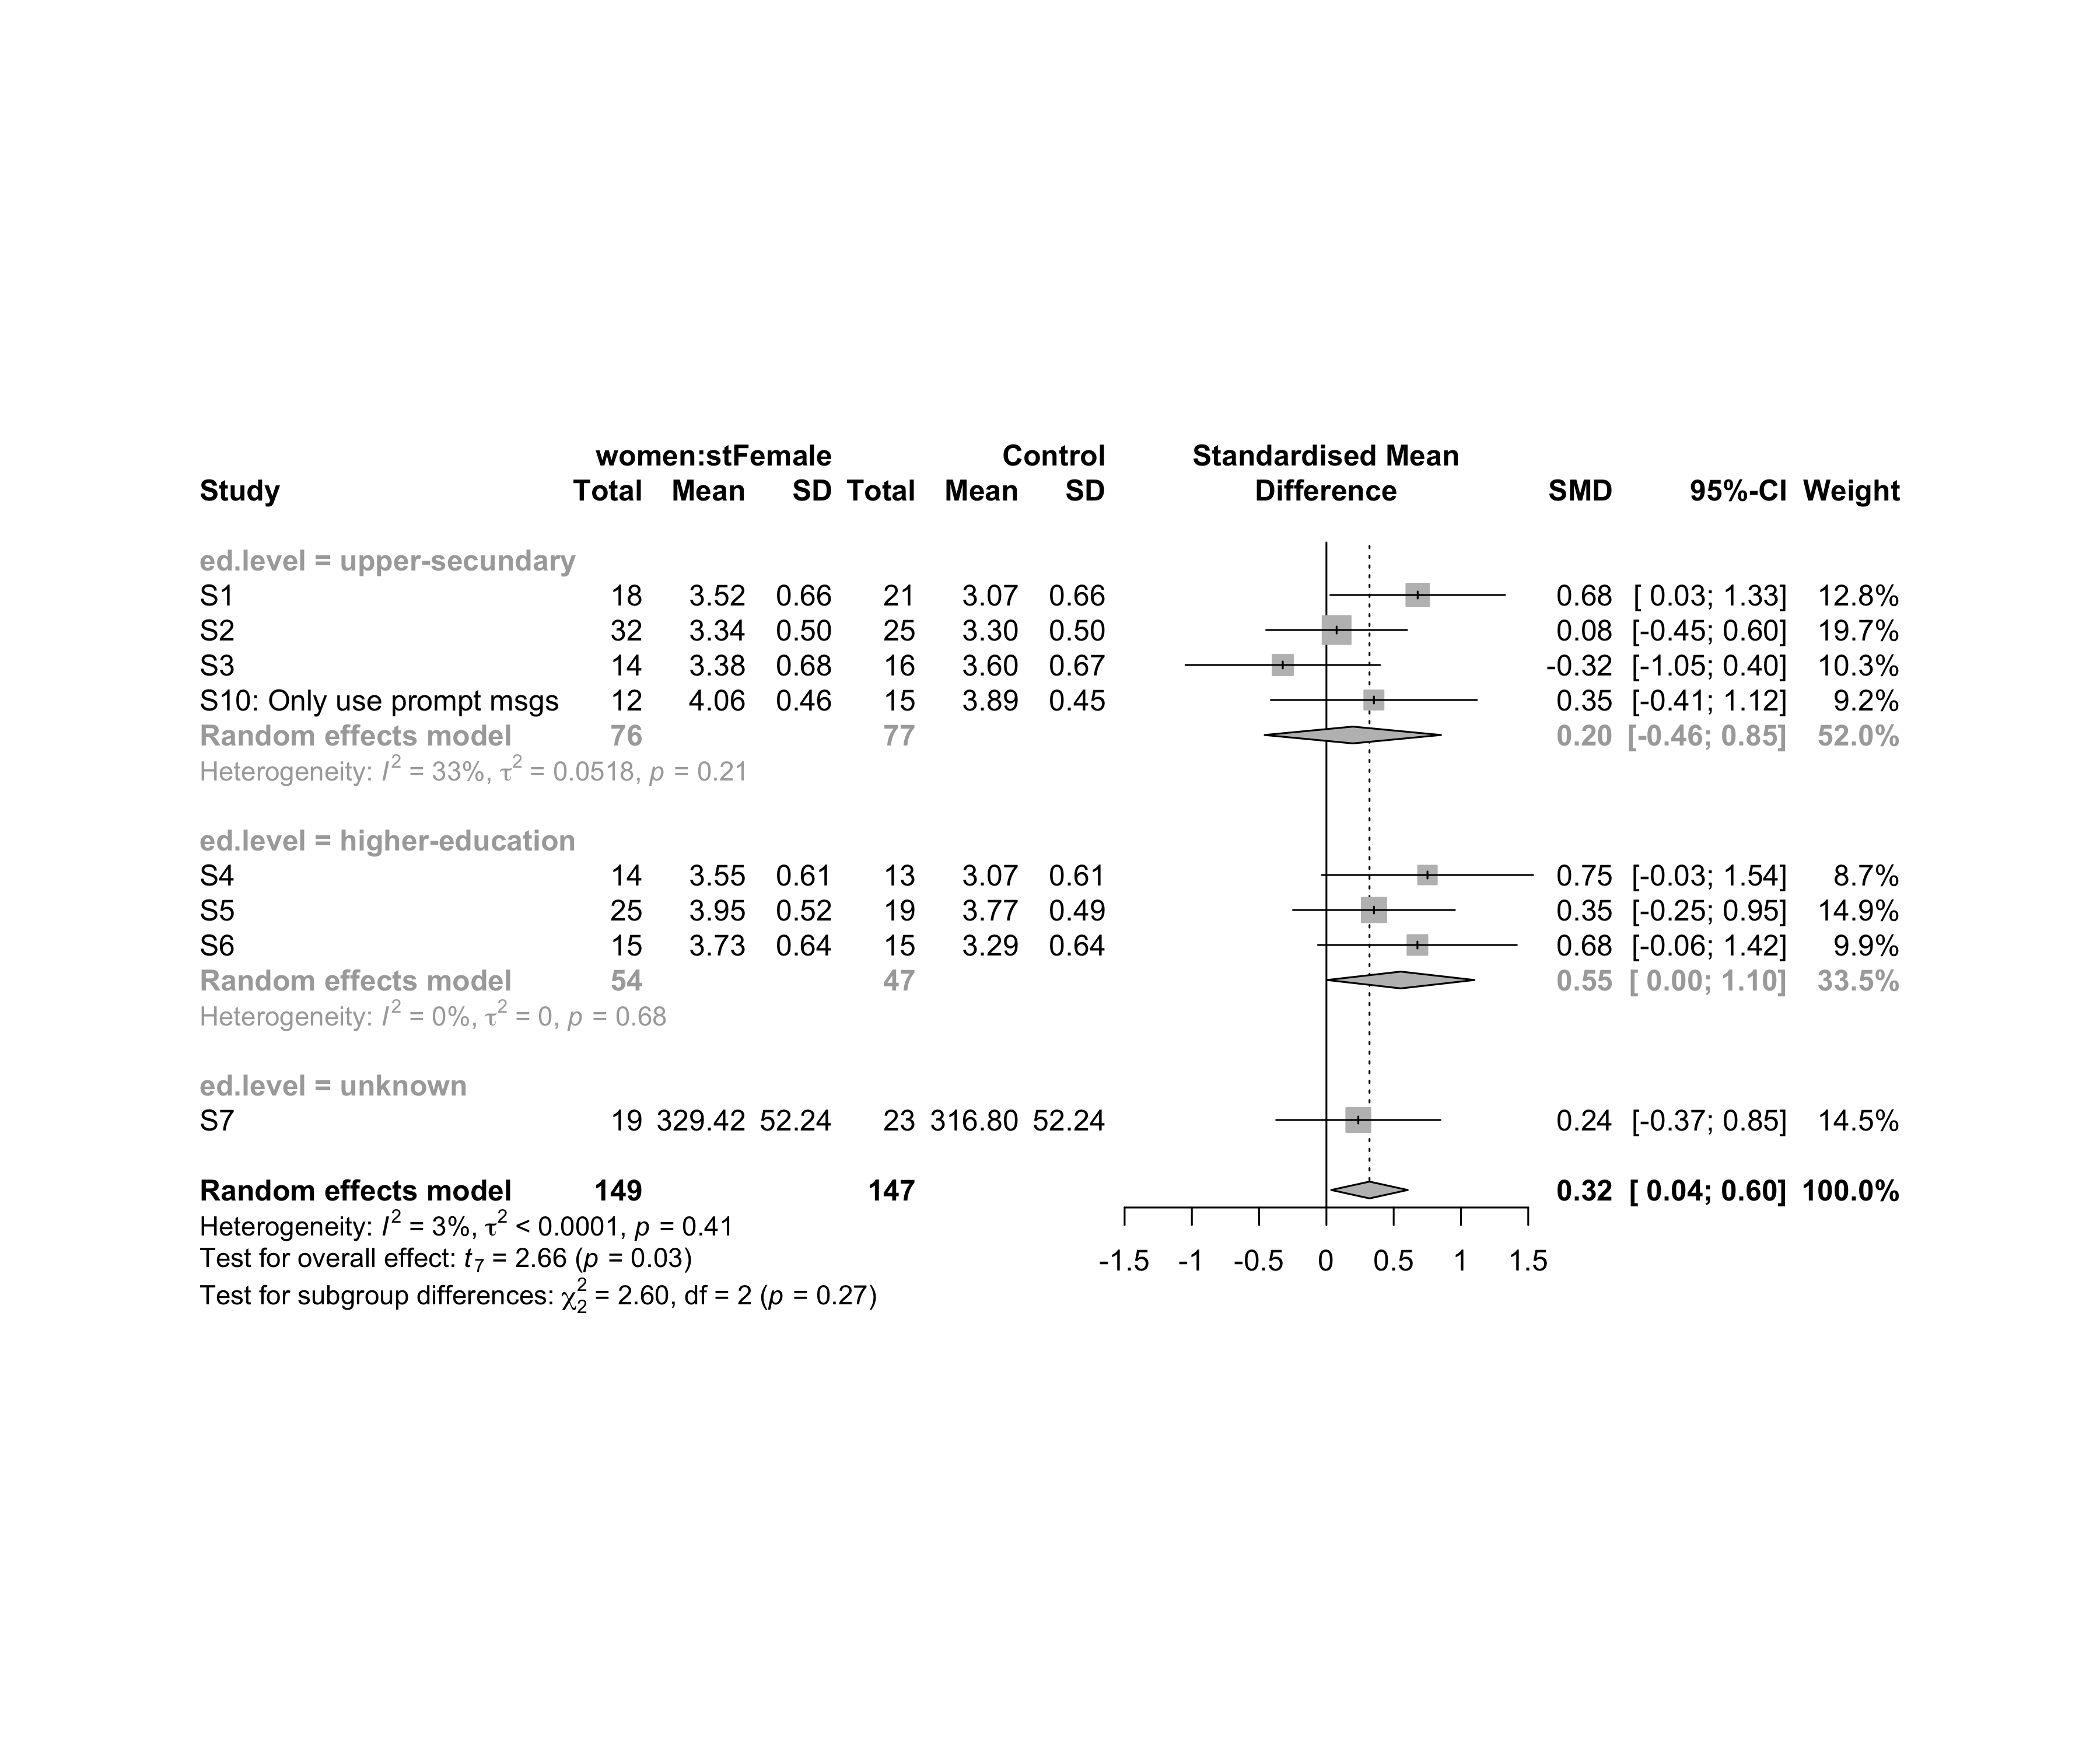 women:stFemale Control Standardised Mean
Study Total Mean SD Total Mean SD Difference SMD 95%-CI Weight
ed.level = upper-secundary
S1 18 3.52 0.66 21 3.07 0.66 0.68 [ 0.03; 1.33] 12.8%
S2 32 3.34 0.50 25 3.30 0.50 0.08 [-0.45; 0.60] 19.7%
S3 14 3.38 0.68 16 3.60 0.67 -0.32 [-1.05; 0.40] 10.3%
S10: Only use prompt msgs 12 4.06 0.46 15 3.89 0.45 0.35 [-0.41; 1.12] 9.2%
Random effects model 76 77 0.20 [-0.46; 0.85] 52.0%
Heterogeneity: I² = 33%, τ² = 0.0518, p = 0.21
ed.level = higher-education
S4 14 3.55 0.61 13 3.07 0.61 0.75 [-0.03; 1.54] 8.7%
S5 25 3.95 0.52 19 3.77 0.49 0.35 [-0.25; 0.95] 14.9%
S6 15 3.73 0.64 15 3.29 0.64 0.68 [-0.06; 1.42] 9.9%
Random effects model 54 47 0.55 [ 0.00; 1.10] 33.5%
Heterogeneity: I² = 0%, τ² = 0, p = 0.68
ed.level = unknown
S7 19 329.42 52.24 23 316.80 52.24 0.24 [-0.37; 0.85] 14.5%
Random effects model 149 147 0.32 [ 0.04; 0.60] 100.0%
Heterogeneity: I² = 3%, τ² < 0.0001, p = 0.41
Test for overall effect: t₇ = 2.66 (p = 0.03)
-1.5 -1 -0.5 0 0.5 1 1.5
Test for subgroup differences: χ²₂ = 2.60, df = 2 (p = 0.27)